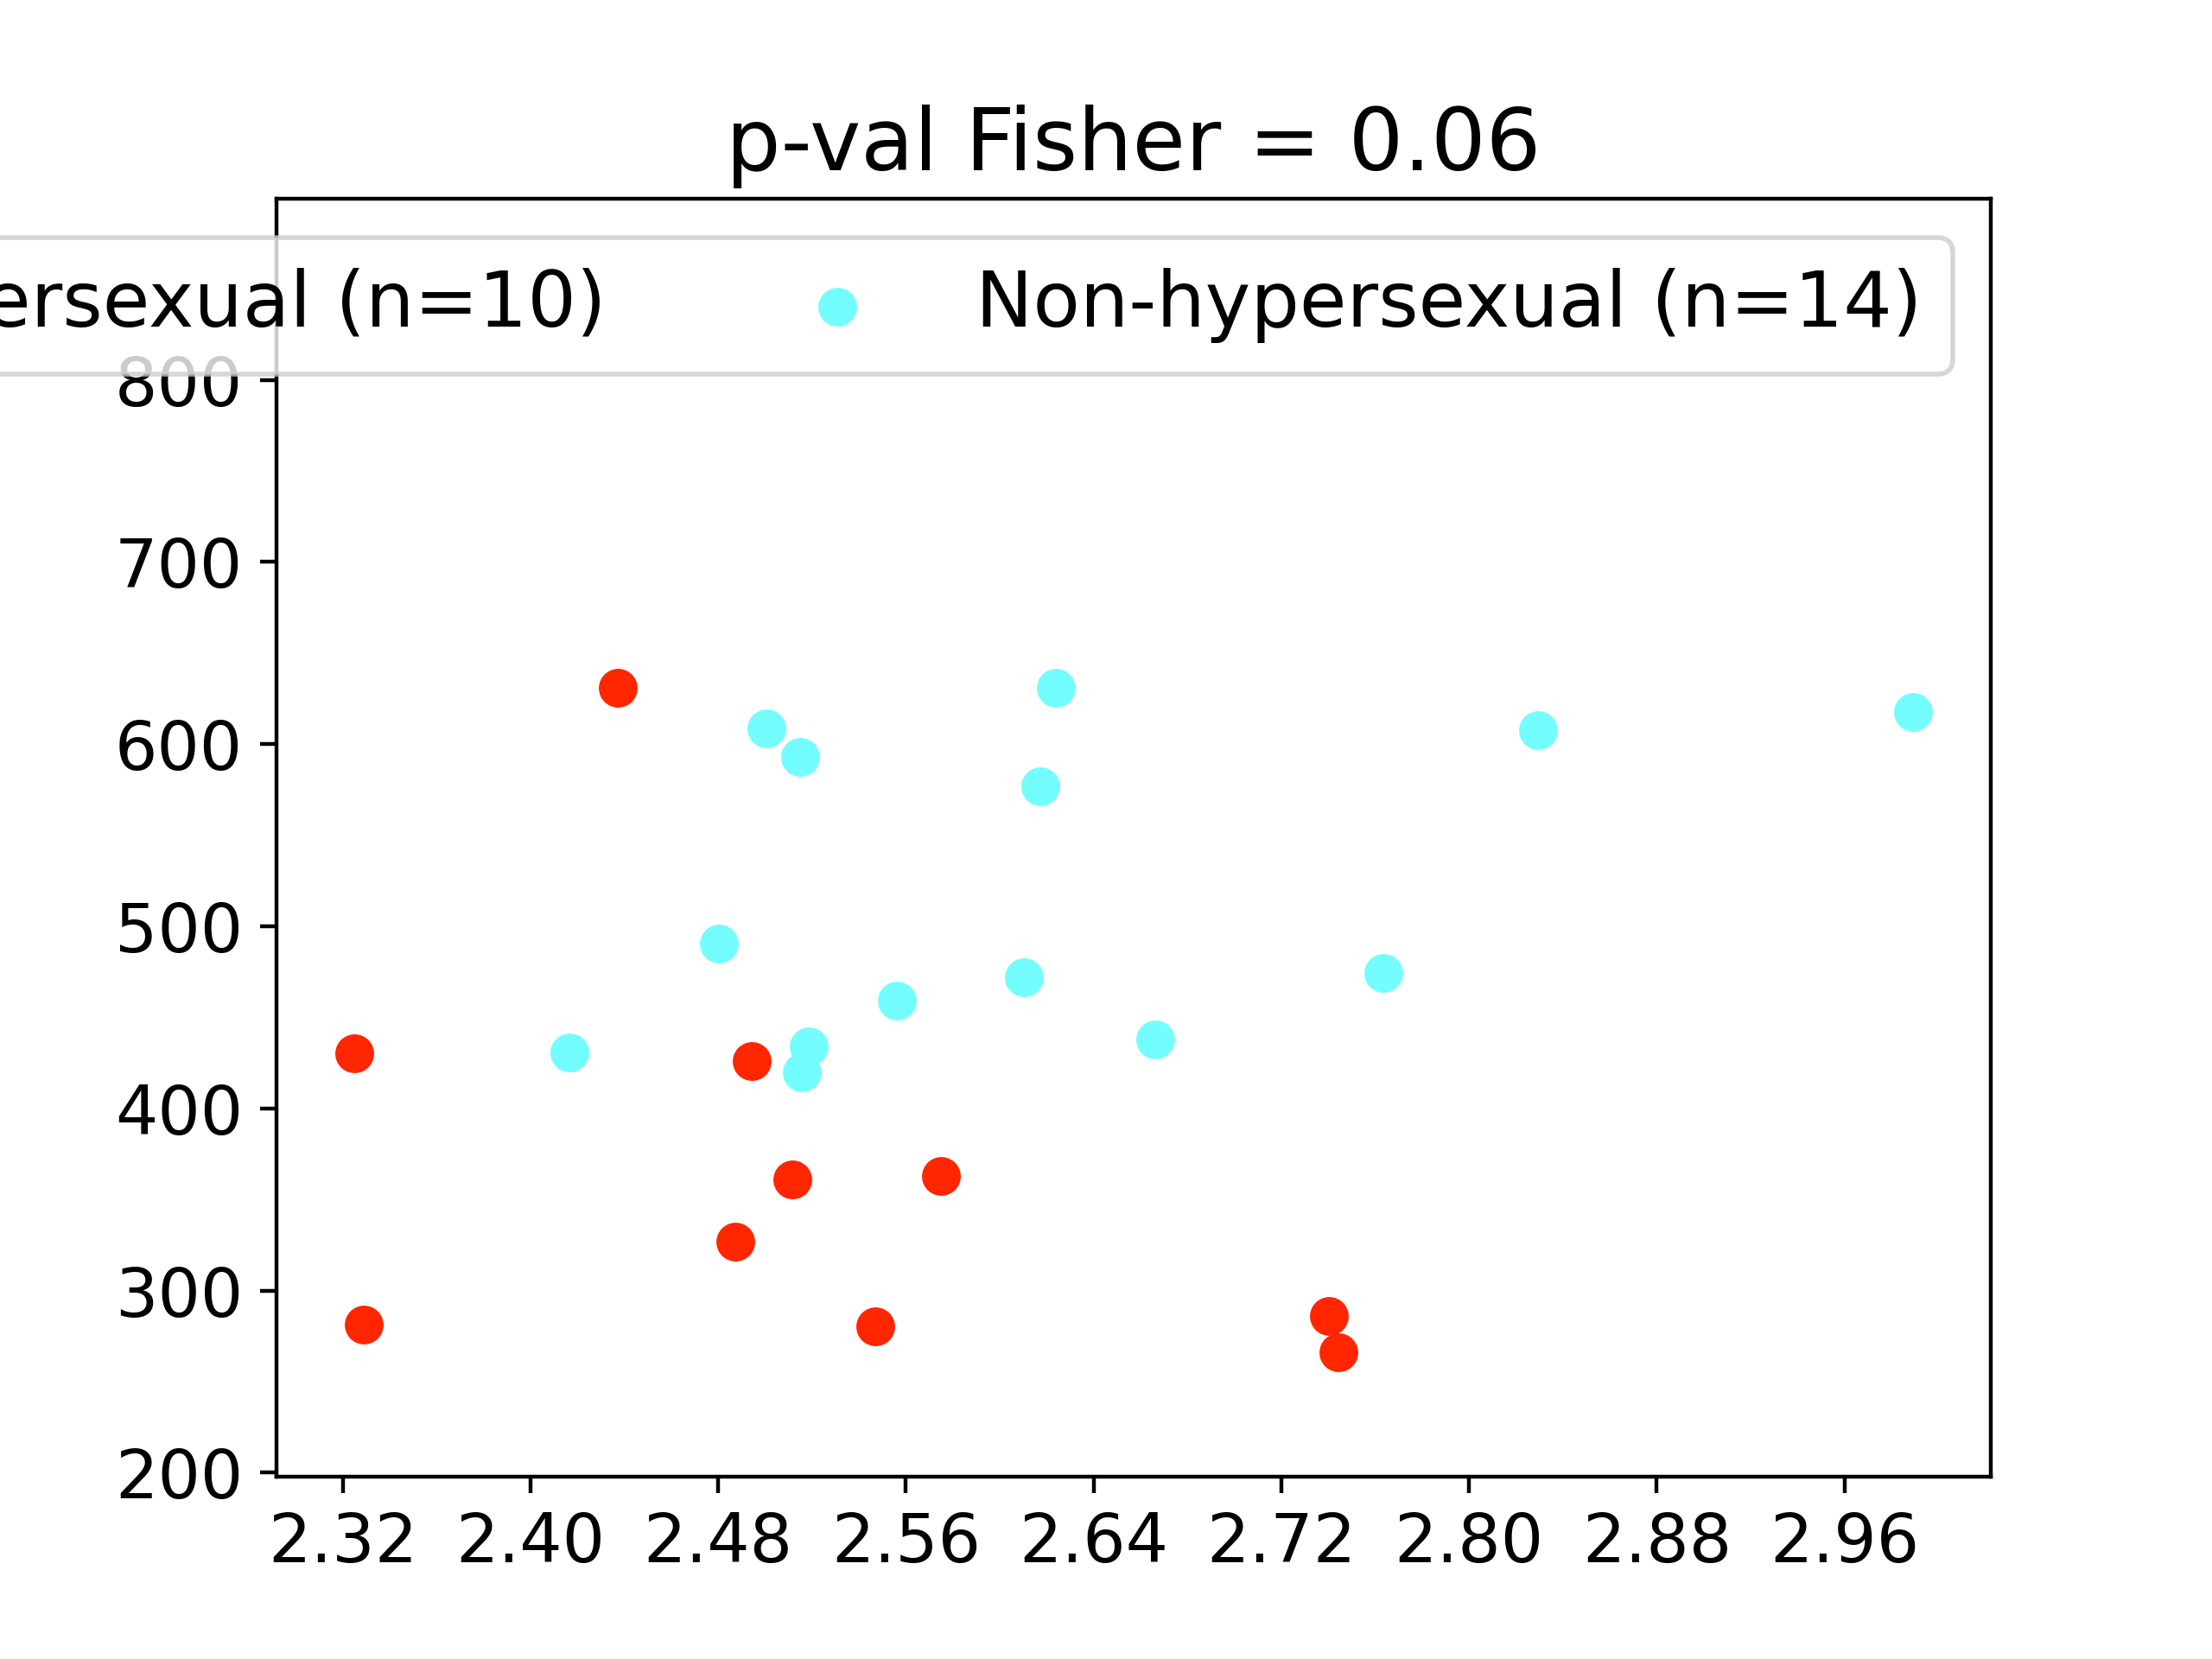 p-val Fisher = 0.06
ersexual (n=10) Non-hypersexual (n=14)
800
700
600
500
400
300
200
2.32 2.40 2.48 2.56 2.64 2.72 2.80 2.88 2.96